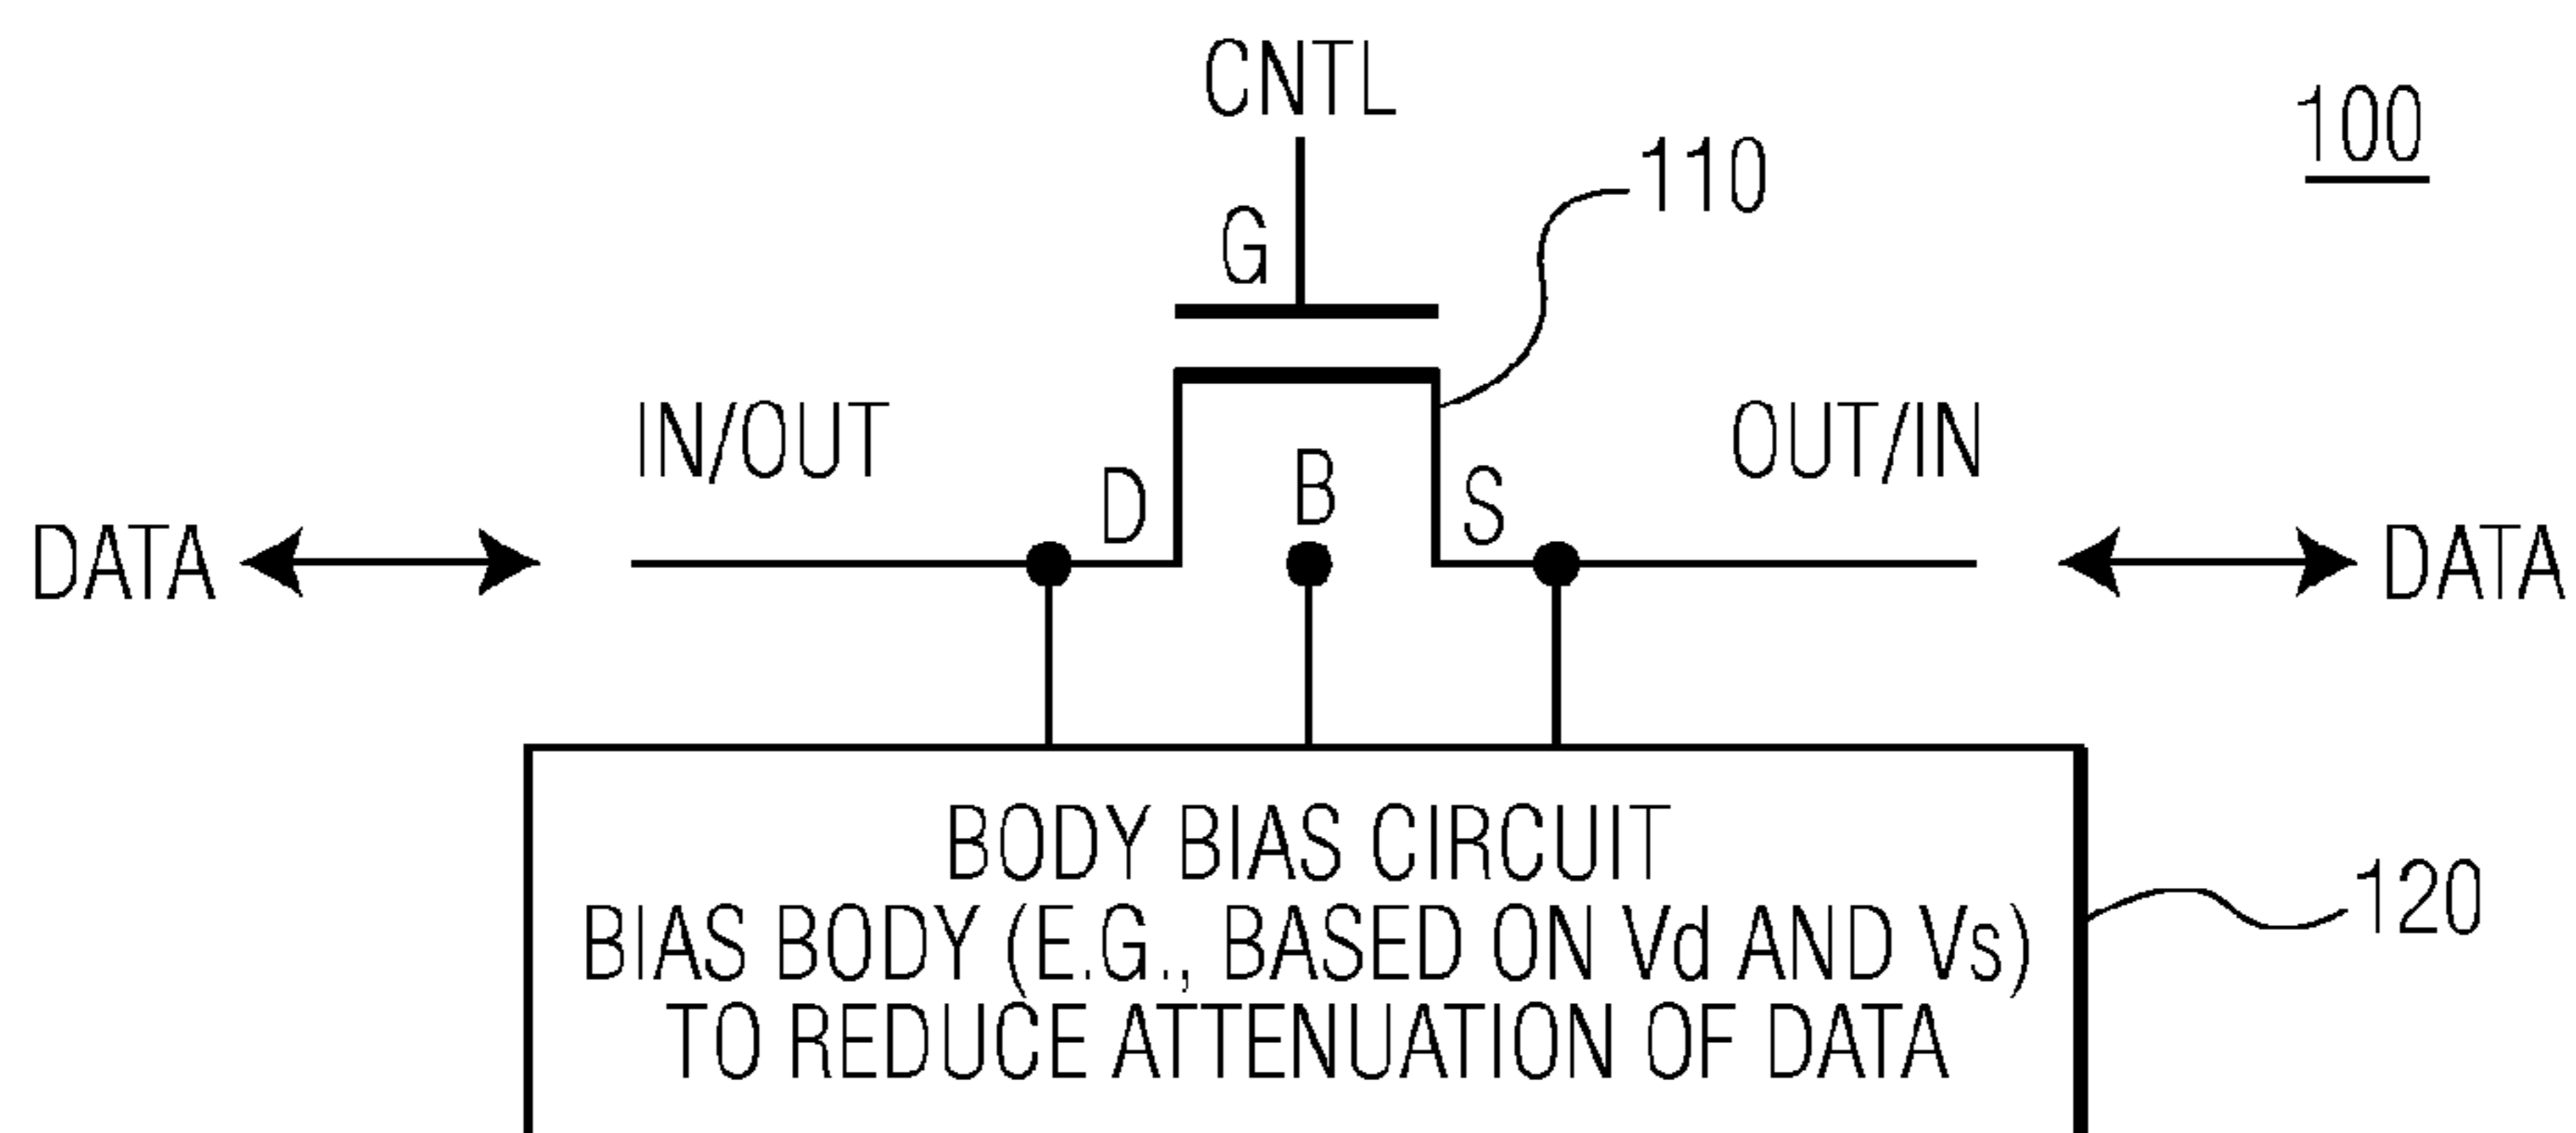 CNTL
100
110
G
IN/OUT
OUT/IN
D
B
S
DATA
DATA
BODY BIAS CIRCUIT
BIAS BODY (E.G., BASED ON Vd AND Vs)
TO REDUCE ATTENUATION OF DATA
120